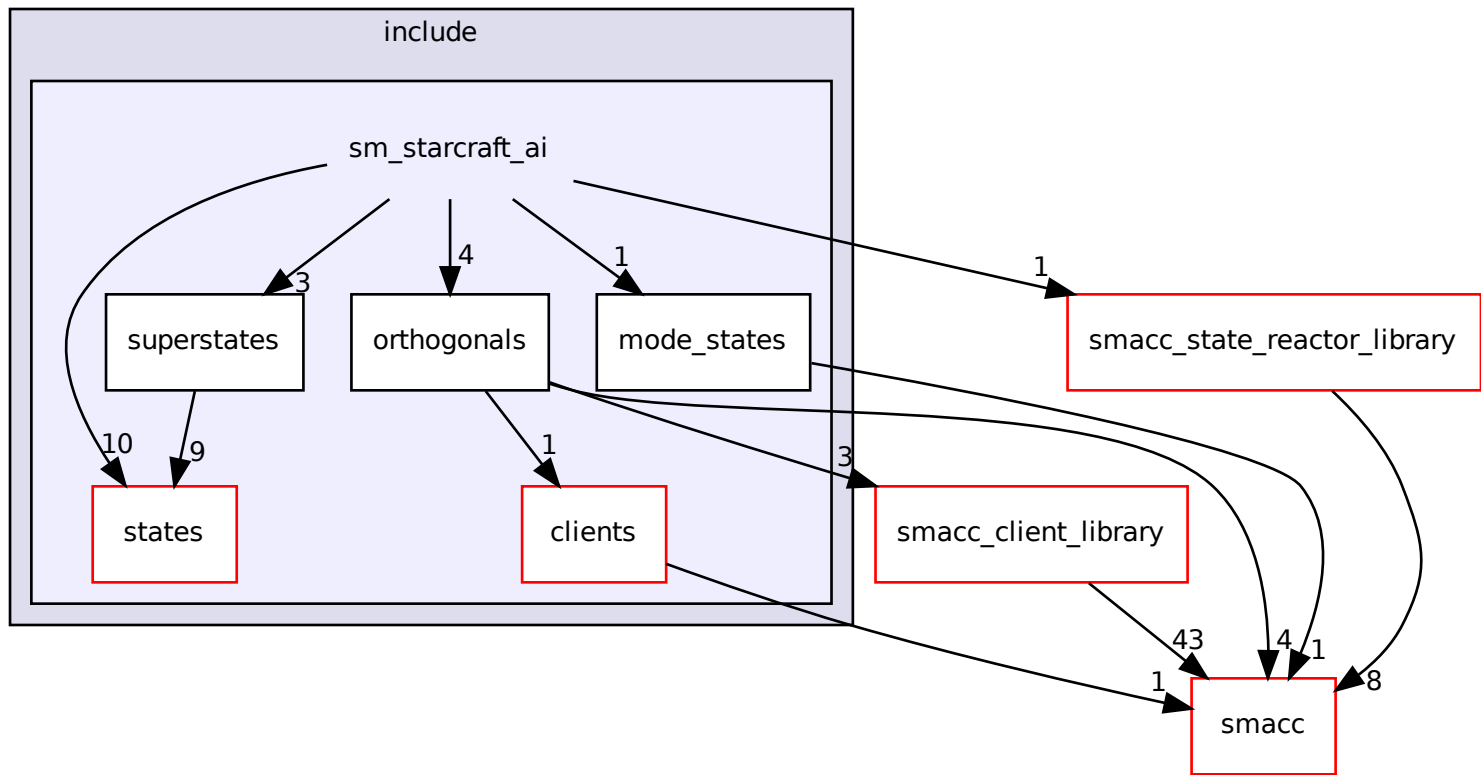 include
sm_starcraft_ai
1
4
1
3
superstates
orthogonals
mode_states
smacc_state_reactor_library
10
9
1
3
states
clients
smacc_client_library
43
4
1
1
8
smacc